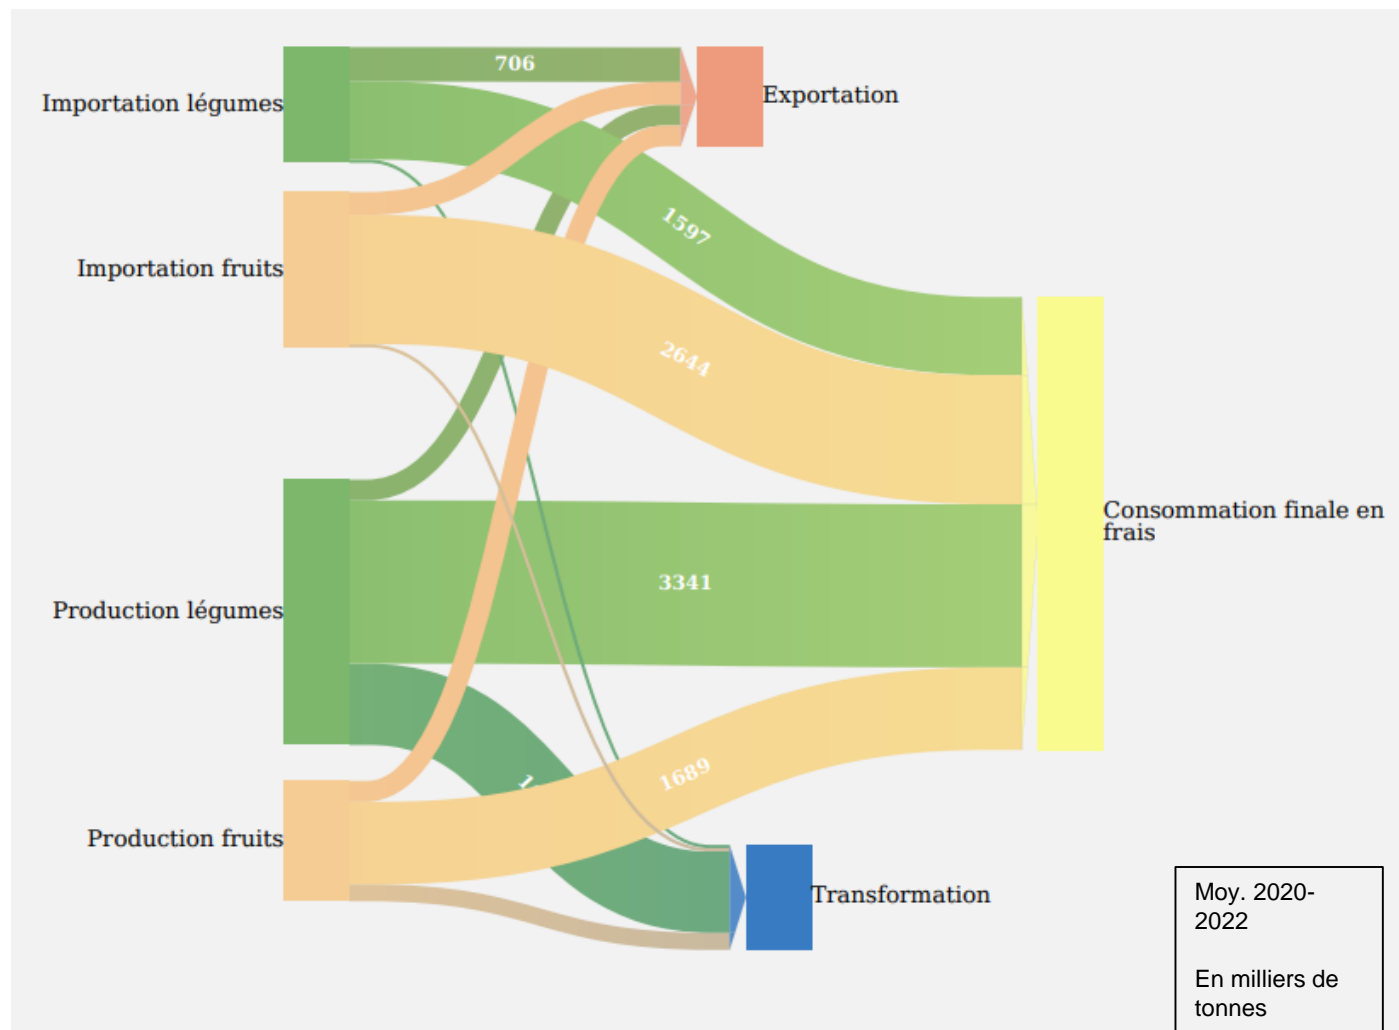 706
Importation légumes
Exportation
1597
Importation fruits
2644
Consommation finale en
frais
3341
Production légumes
1689
Production fruits
Transformation
Moy. 2020-
2022
En milliers de
tonnes